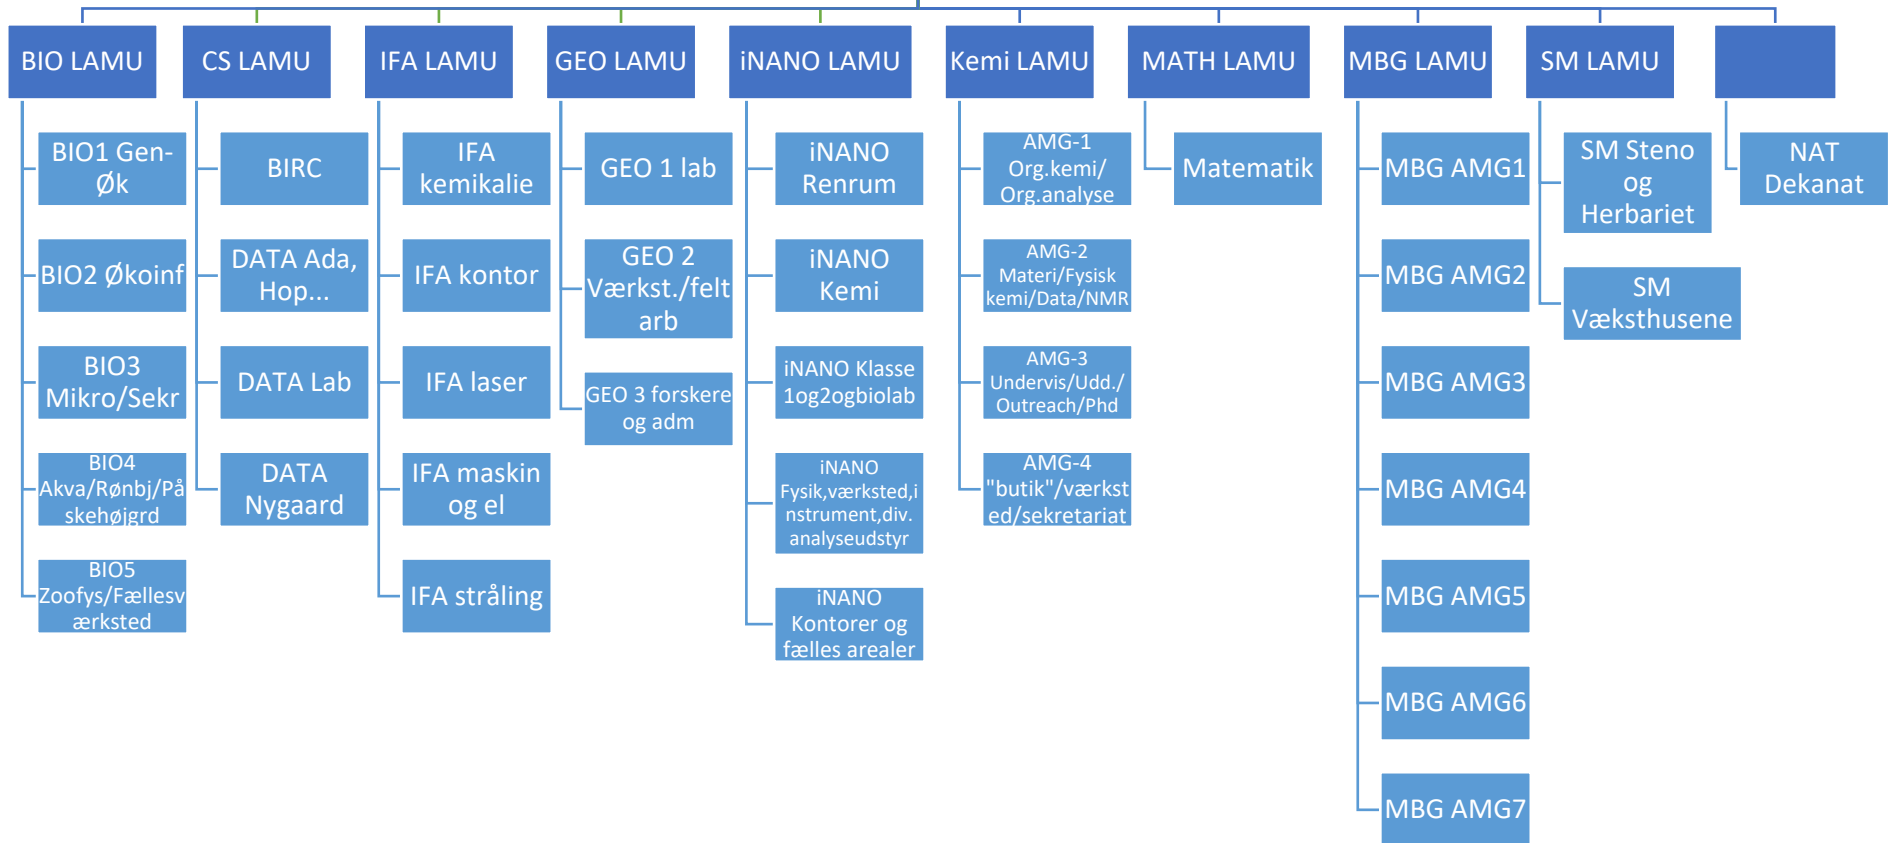 BIO LAMU
CS LAMU
IFA LAMU
GEO LAMU
iNANO LAMU
Kemi LAMU
MATH LAMU
MBG LAMU
SM LAMU
BIO1 Gen-
Øk
BIO2 Økoinf
BIO3
Mikro/Sekr
BIO4
Akva/Rønbj/På
skehøjgrd
BIO5
Zoofys/Fællesv
ærksted
BIRC
DATA Ada,
Hop...
DATA Lab
DATA
Nygaard
IFA
kemikalie
IFA kontor
IFA laser
IFA maskin
og el
IFA stråling
GEO 1 lab
GEO 2
Værkst./felt
arb
GEO 3 forskere
og adm
iNANO
Renrum
iNANO
Kemi
iNANO Klasse
1og2ogbiolab
iNANO
Fysik,værksted,i
nstrument,div.
analyseudstyr
iNANO
Kontorer og
fælles arealer
AMG-1
Org.kemi/
Org.analyse
AMG-2
Materi/Fysisk
kemi/Data/NMR
AMG-3
Undervis/Udd./
Outreach/Phd
AMG-4
"butik"/værkst
ed/sekretariat
Matematik
MBG AMG1
MBG AMG2
MBG AMG3
MBG AMG4
MBG AMG5
MBG AMG6
MBG AMG7
SM Steno
og
Herbariet
SM
Væksthusene
NAT
Dekanat